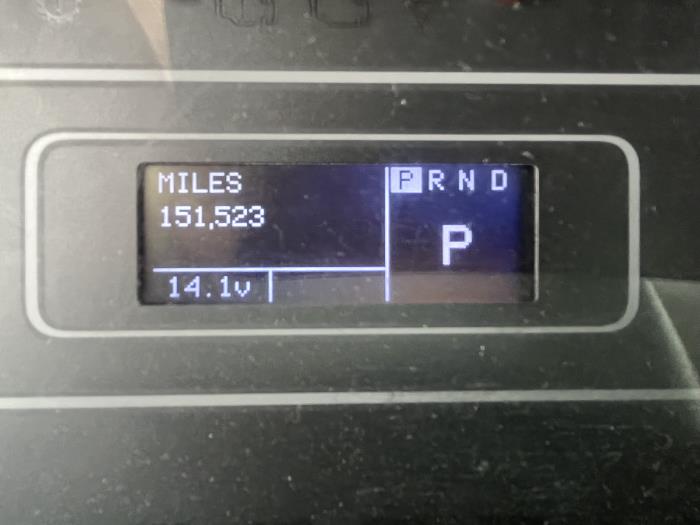 MILES
151,523
14.1v
P R N D
P